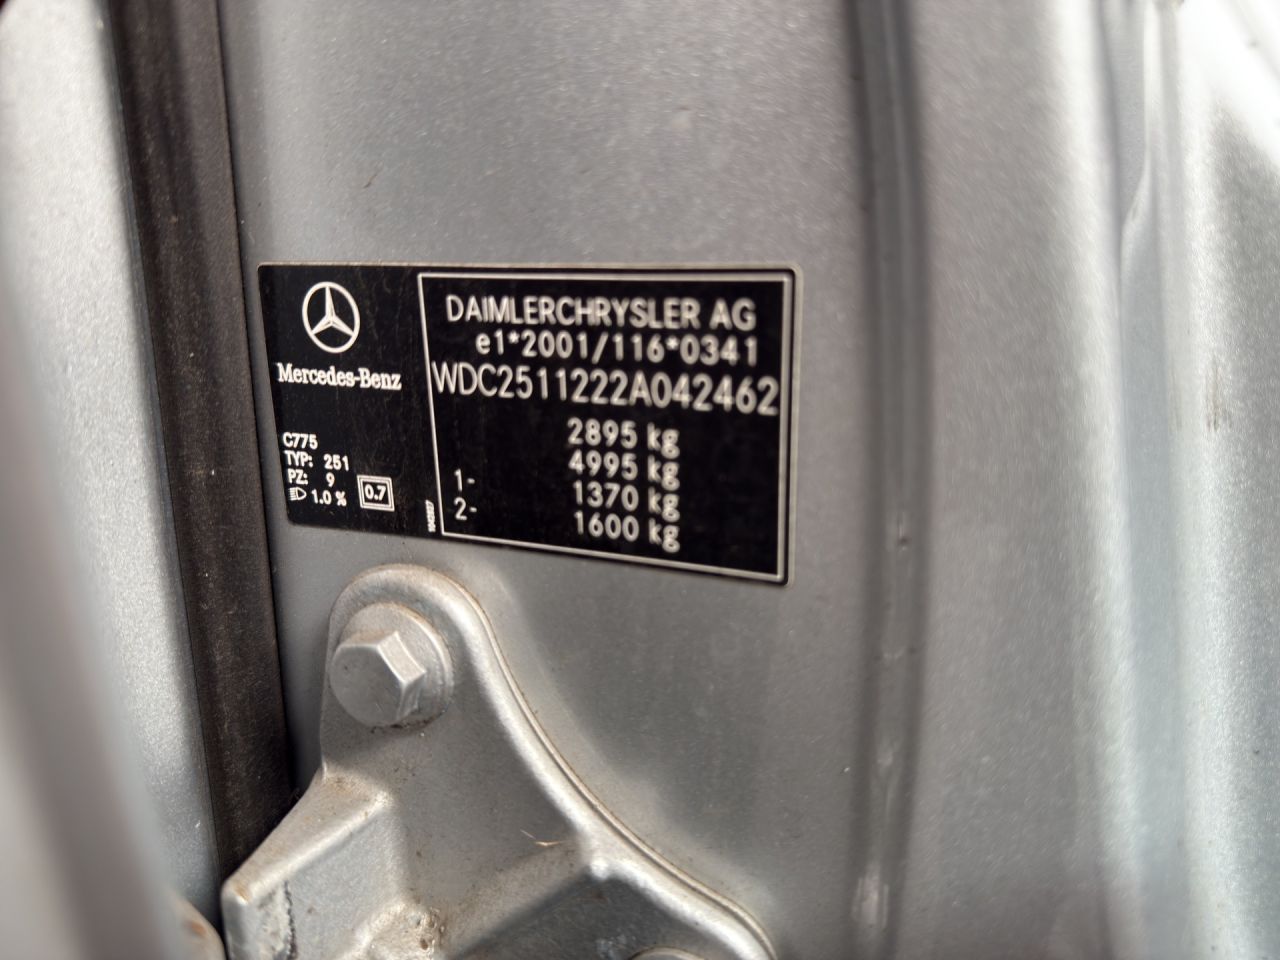 Mercedes-Benz
C775
TYP: 251
PZ: 9
1.0 %
0.7
DAIMLERCHRYSLER AG
e1*2001/116*0341
WDC2511222A042462
2895 kg
4995 kg
1- 1370 kg
2- 1600 kg